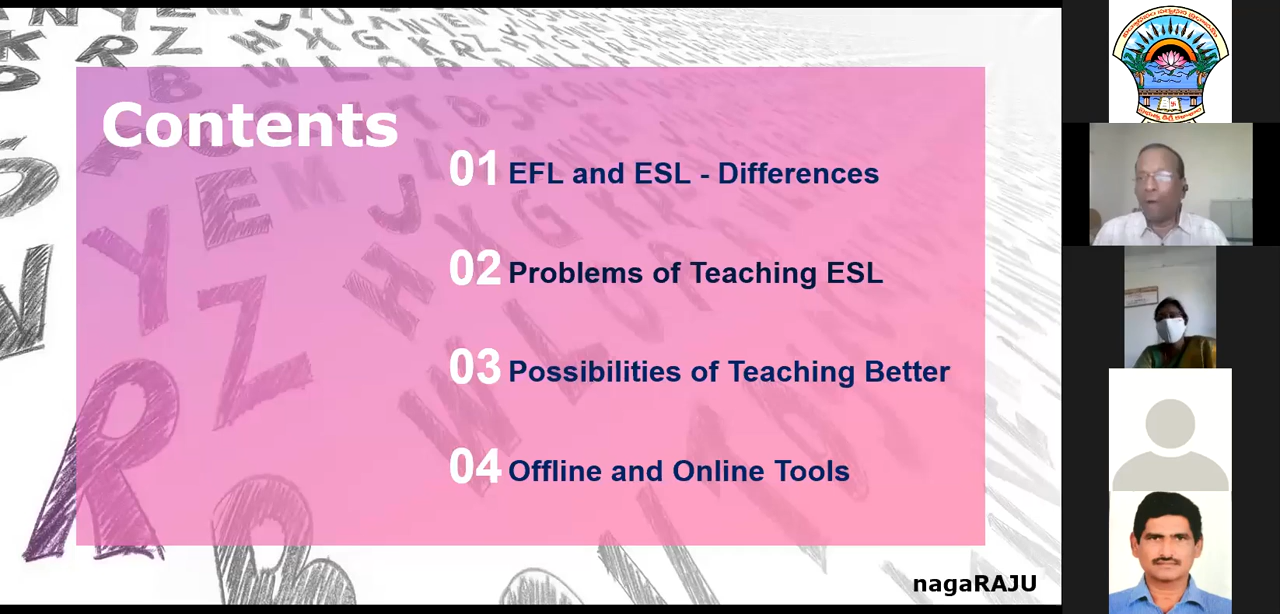 Contents
01 EFL and ESL - Differences
02 Problems of Teaching ESL
03 Possibilities of Teaching Better
04 Offline and Online Tools
nagaRAJU